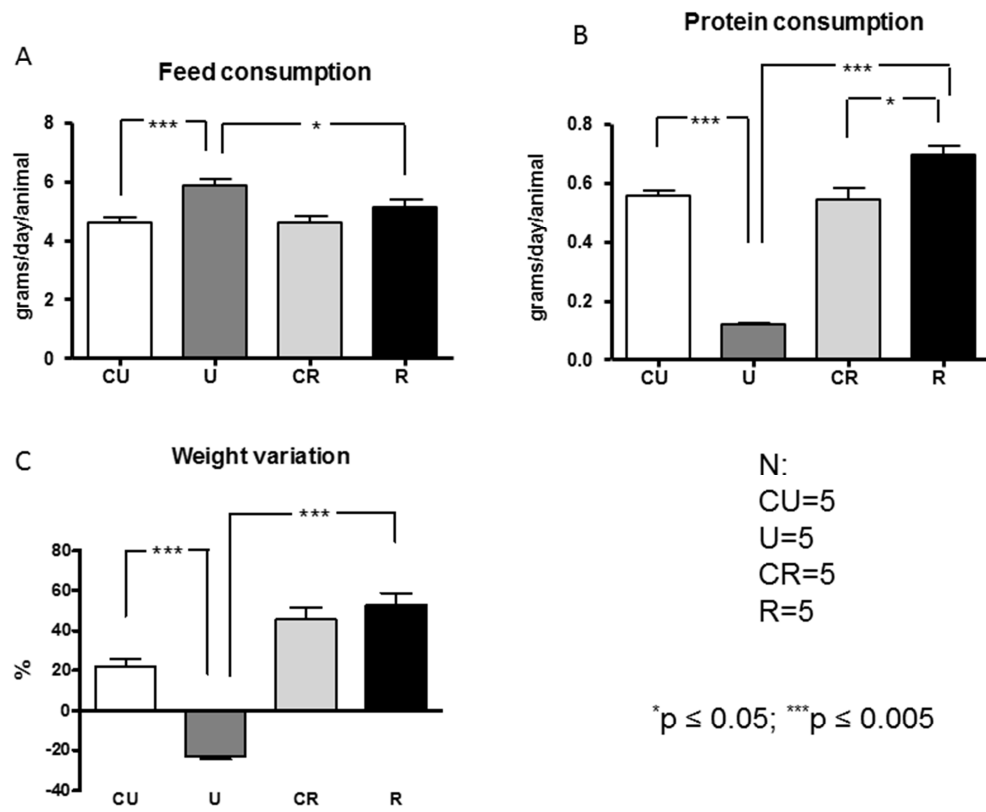 A
Feed consumption
grams/day/animal
8
6
4
2
0
***
*
CU U CR R
B
Protein consumption
grams/day/animal
0.8
0.6
0.4
0.2
0.0
***
***
*
CU U CR R
C
Weight variation
%
80
60
40
20
0
-20
-40
***
***
CU U CR R
N:
CU=5
U=5
CR=5
R=5
*p ≤ 0.05; ***p ≤ 0.005